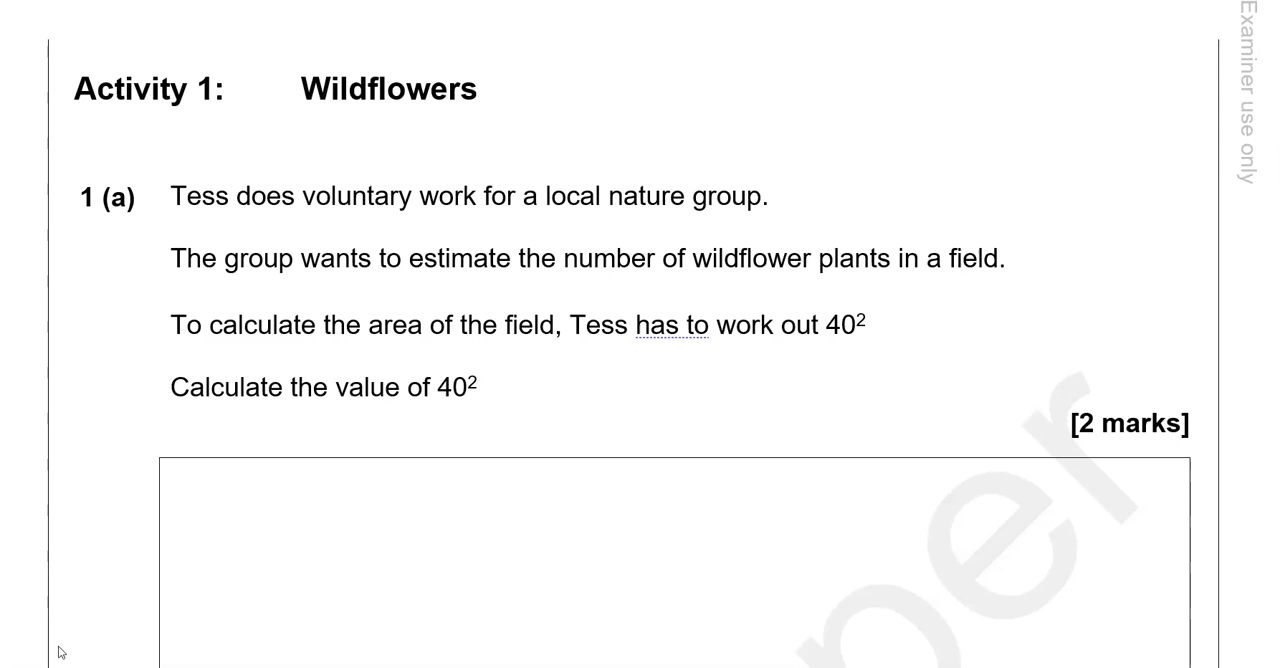 Examiner use only
Activity 1: Wildflowers
1 (a) Tess does voluntary work for a local nature group.
The group wants to estimate the number of wildflower plants in a field.
To calculate the area of the field, Tess has to work out 40²
Calculate the value of 40²
[2 marks]
per